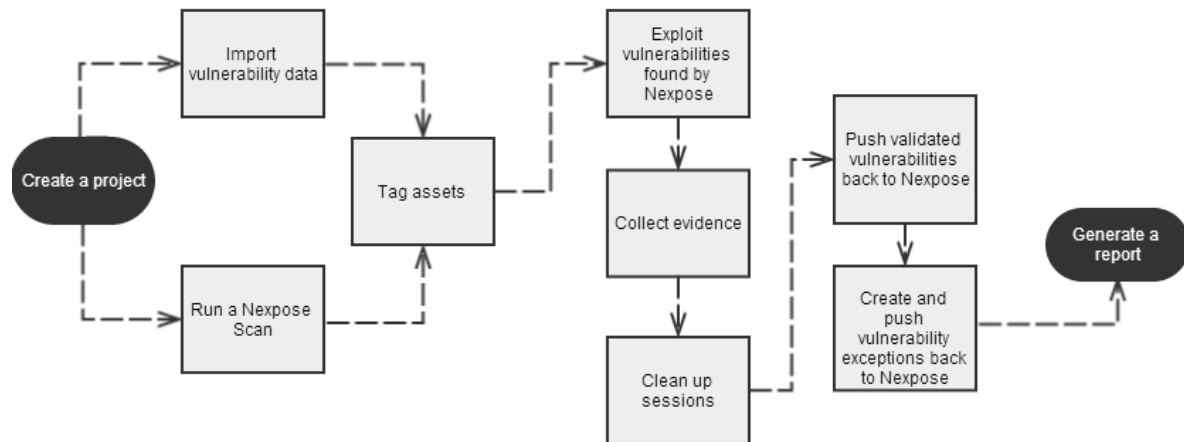 Import
vulnerability data
Create a project
Run a Nexpose
Scan
Tag assets
Exploit
vulnerabilities
found by
Nexpose
Collect evidence
Clean up
sessions
Push validated
vulnerabilities
back to Nexpose
Create and
push
vulnerability
exceptions back
to Nexpose
Generate a
report